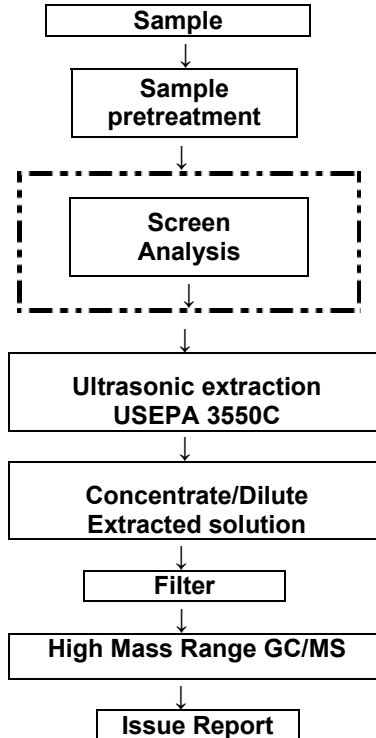 Sample
↓
Sample
pretreatment
↓
Screen
Analysis
↓
↓
Ultrasonic extraction
USEPA 3550C
↓
Concentrate/Dilute
Extracted solution
↓
Filter
↓
High Mass Range GC/MS
↓
Issue Report